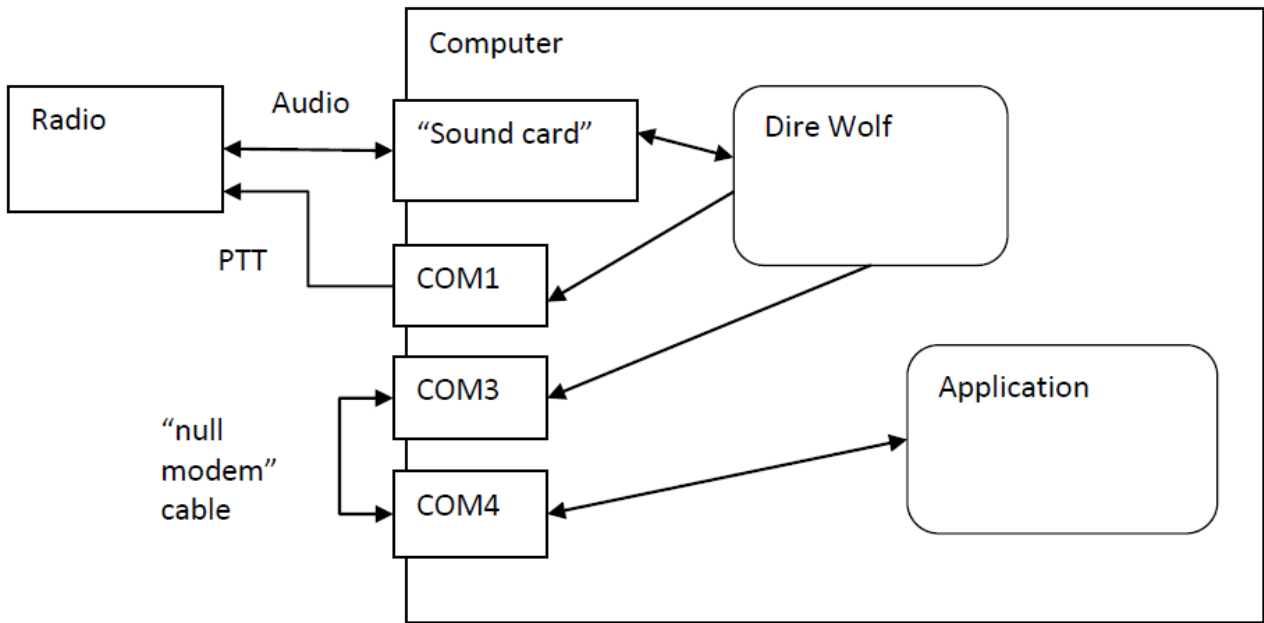 Computer
Radio
Audio
“Sound card”
Dire Wolf
PTT
COM1
COM3
Application
“null
modem”
cable
COM4